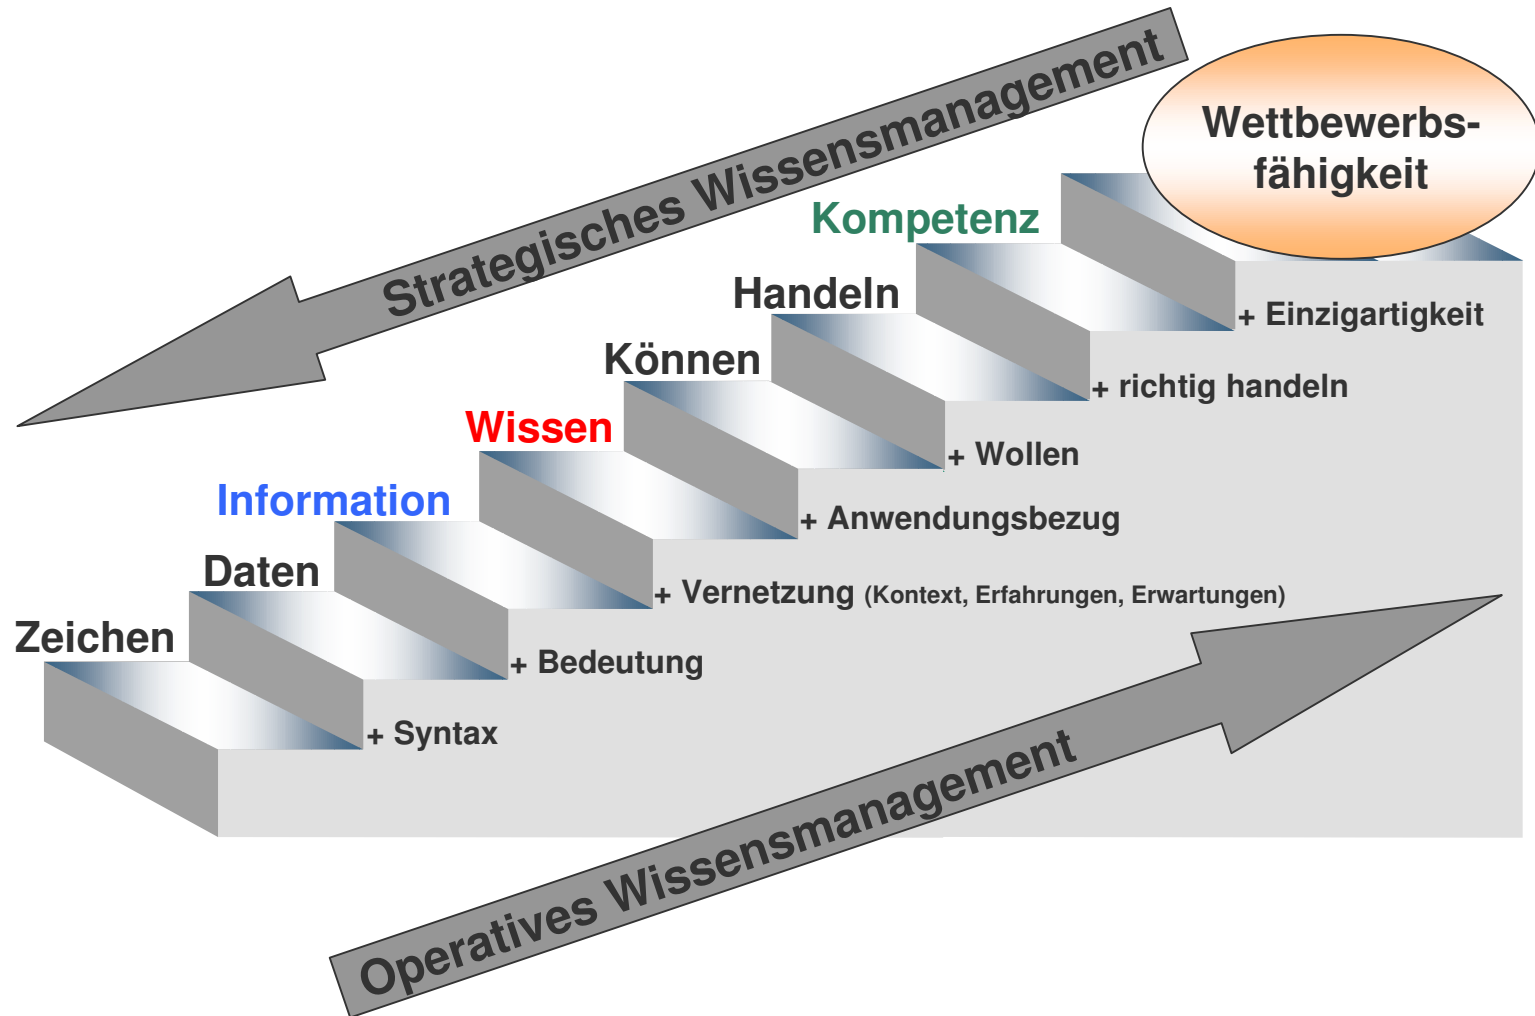 Strategisches Wissensmanagement
Wettbewerbs-
fähigkeit
Kompetenz
Handeln
+ Einzigartigkeit
Können
+ richtig handeln
Wissen
+ Wollen
Information
+ Anwendungsbezug
Daten
+ Vernetzung (Kontext, Erfahrungen, Erwartungen)
Zeichen
+ Bedeutung
+ Syntax
Operatives Wissensmanagement